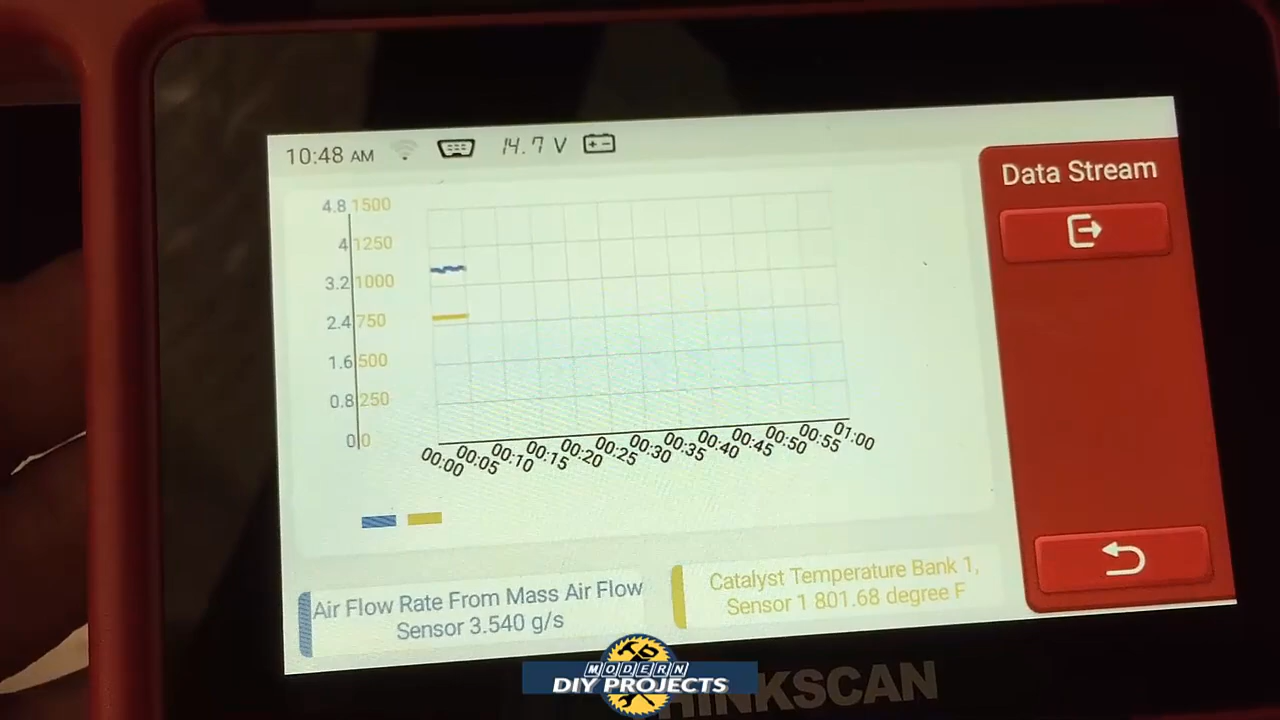 10:48 AM 14.7 V
Data Stream
4.8 1500
4 1250
3.2 1000
2.4 750
1.6 500
0.8 250
0 0
00:00 00:05 00:10 00:15 00:20 00:25 00:30 00:35 00:40 00:45 00:50 00:55 01:00
Air Flow Rate From Mass Air Flow
Sensor 3.540 g/s
Catalyst Temperature Bank 1,
Sensor 1 801.68 degree F
MODERN
DIY PROJECTS
HINKSCAN